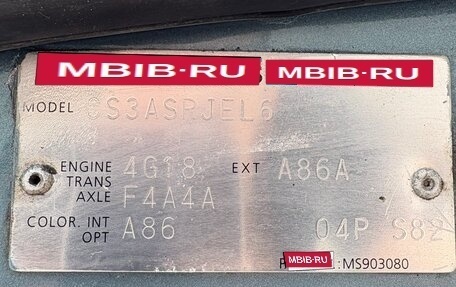 MBIB-RU MBIB-RU
MODEL CS3ASRJEL6
ENGINE 4G18 EXT A86A
TRANS
AXLE F4A4A
COLOR. INT A86 04P S82
OPT
MBIB-RU :MS903080